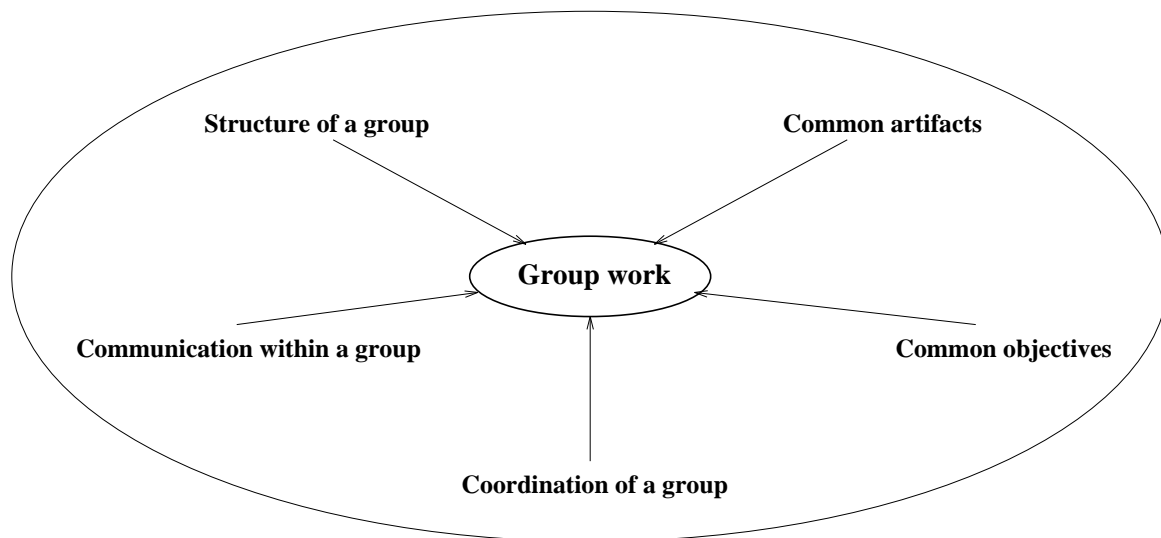 Structure of a group
Common artifacts
Group work
Communication within a group
Common objectives
Coordination of a group